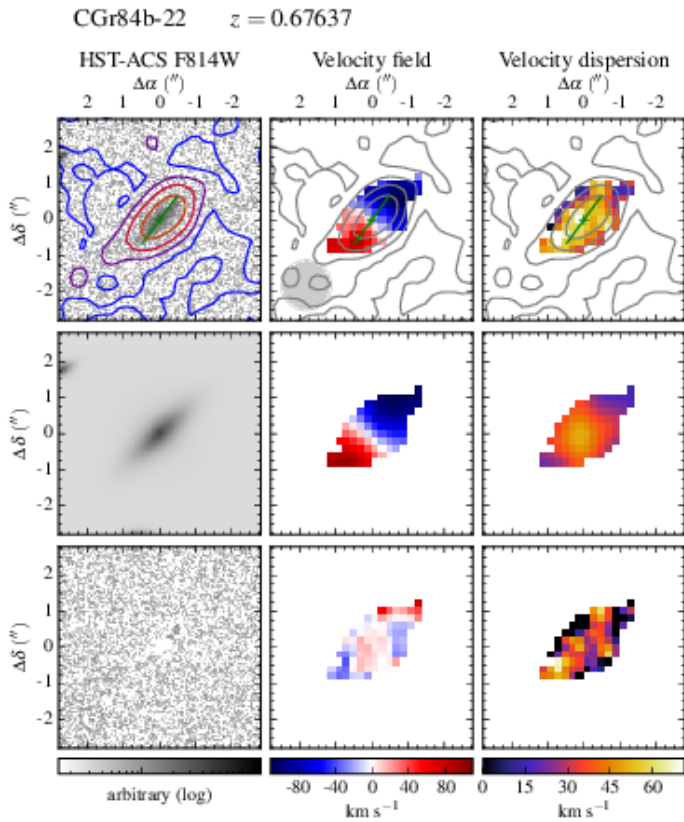 CGr84b-22 z = 0.67637
HST-ACS F814W Velocity field Velocity dispersion
Δα (″) Δα (″) Δα (″)
2 1 0 -1 -2 2 1 0 -1 -2 2 1 0 -1 -2
2
1
Δδ (″)
0
-1
-2
2
1
Δδ (″)
0
-1
-2
2
1
Δδ (″)
0
-1
-2
-80 -40 0 40 80 0 15 30 45 60
arbitrary (log) km s⁻¹ km s⁻¹